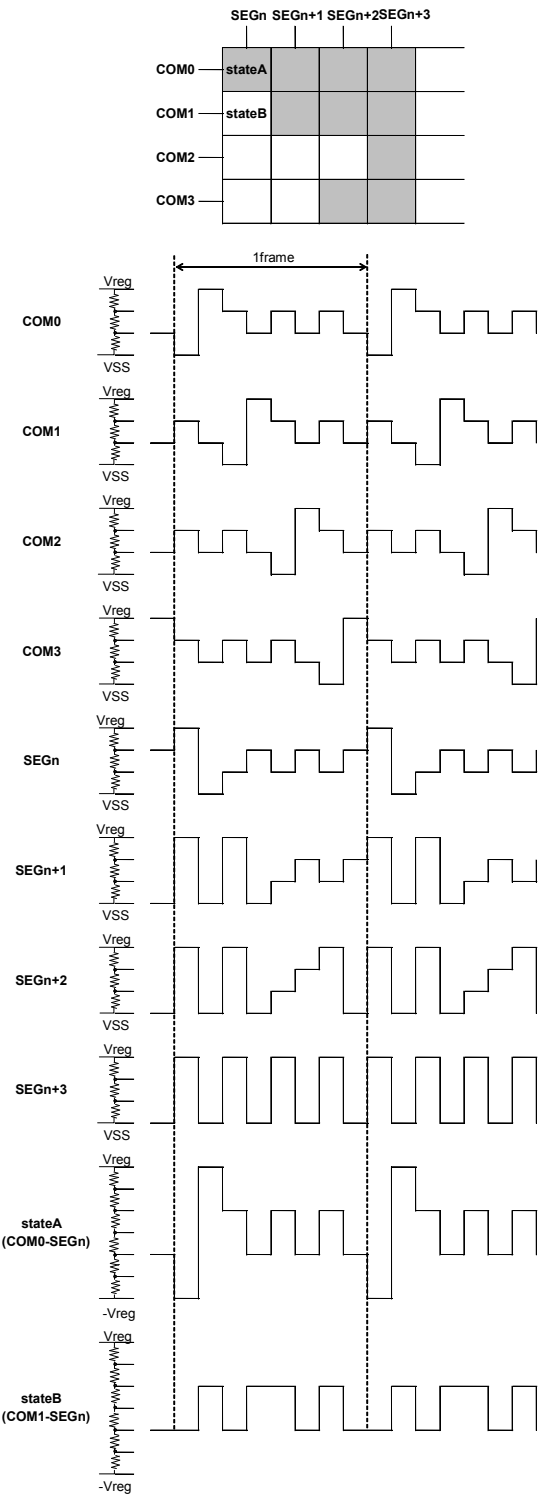 SEGn SEGn+1 SEGn+2 SEGn+3
COM0 stateA
COM1 stateB
COM2
COM3
1frame
Vreg
COM0
VSS
Vreg
COM1
VSS
Vreg
COM2
VSS
Vreg
COM3
VSS
Vreg
SEGn
VSS
Vreg
SEGn+1
VSS
Vreg
SEGn+2
VSS
Vreg
SEGn+3
VSS
Vreg
stateA
(COM0-SEGn)
-Vreg
Vreg
stateB
(COM1-SEGn)
-Vreg